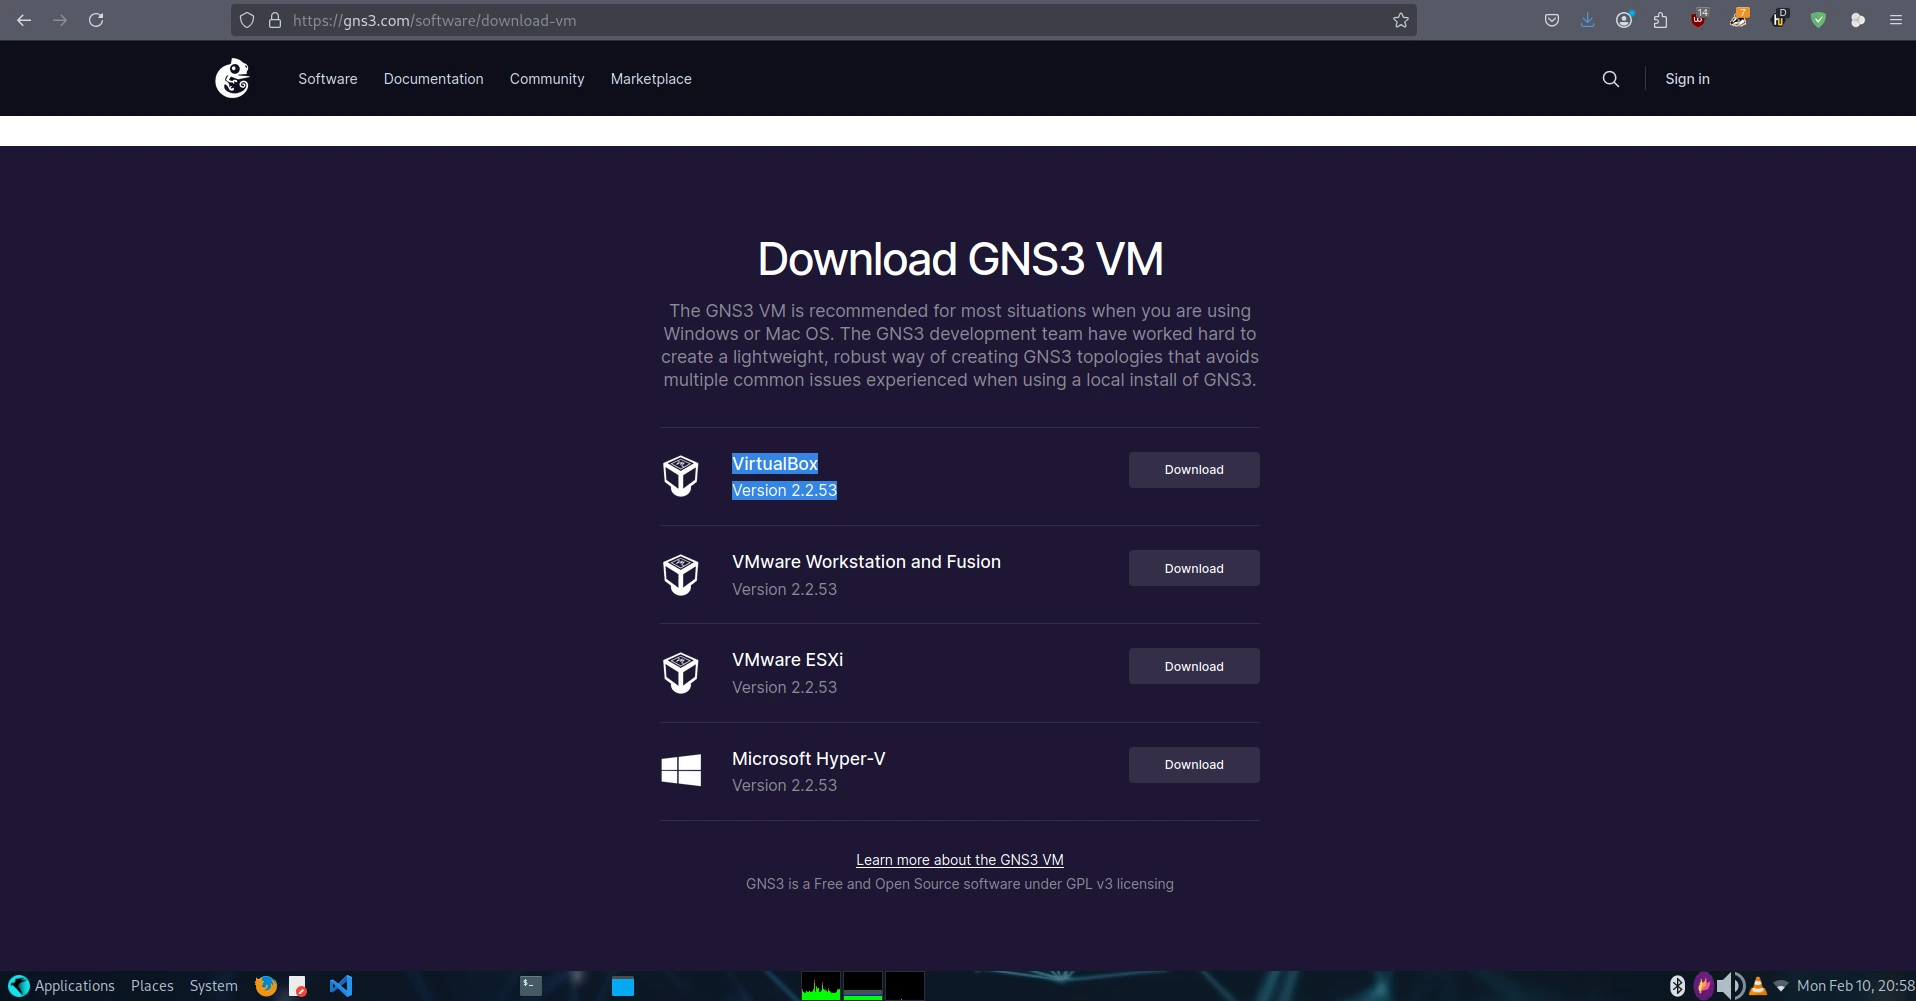 https://gns3.com/software/download-vm
14
7
D
Software Documentation Community Marketplace Sign in
Download GNS3 VM
The GNS3 VM is recommended for most situations when you are using
Windows or Mac OS. The GNS3 development team have worked hard to
create a lightweight, robust way of creating GNS3 topologies that avoids
multiple common issues experienced when using a local install of GNS3.
VirtualBox
Version 2.2.53
Download
VMware Workstation and Fusion
Version 2.2.53
Download
VMware ESXi
Version 2.2.53
Download
Microsoft Hyper-V
Version 2.2.53
Download
Learn more about the GNS3 VM
GNS3 is a Free and Open Source software under GPL v3 licensing
Applications Places System Mon Feb 10, 20:58